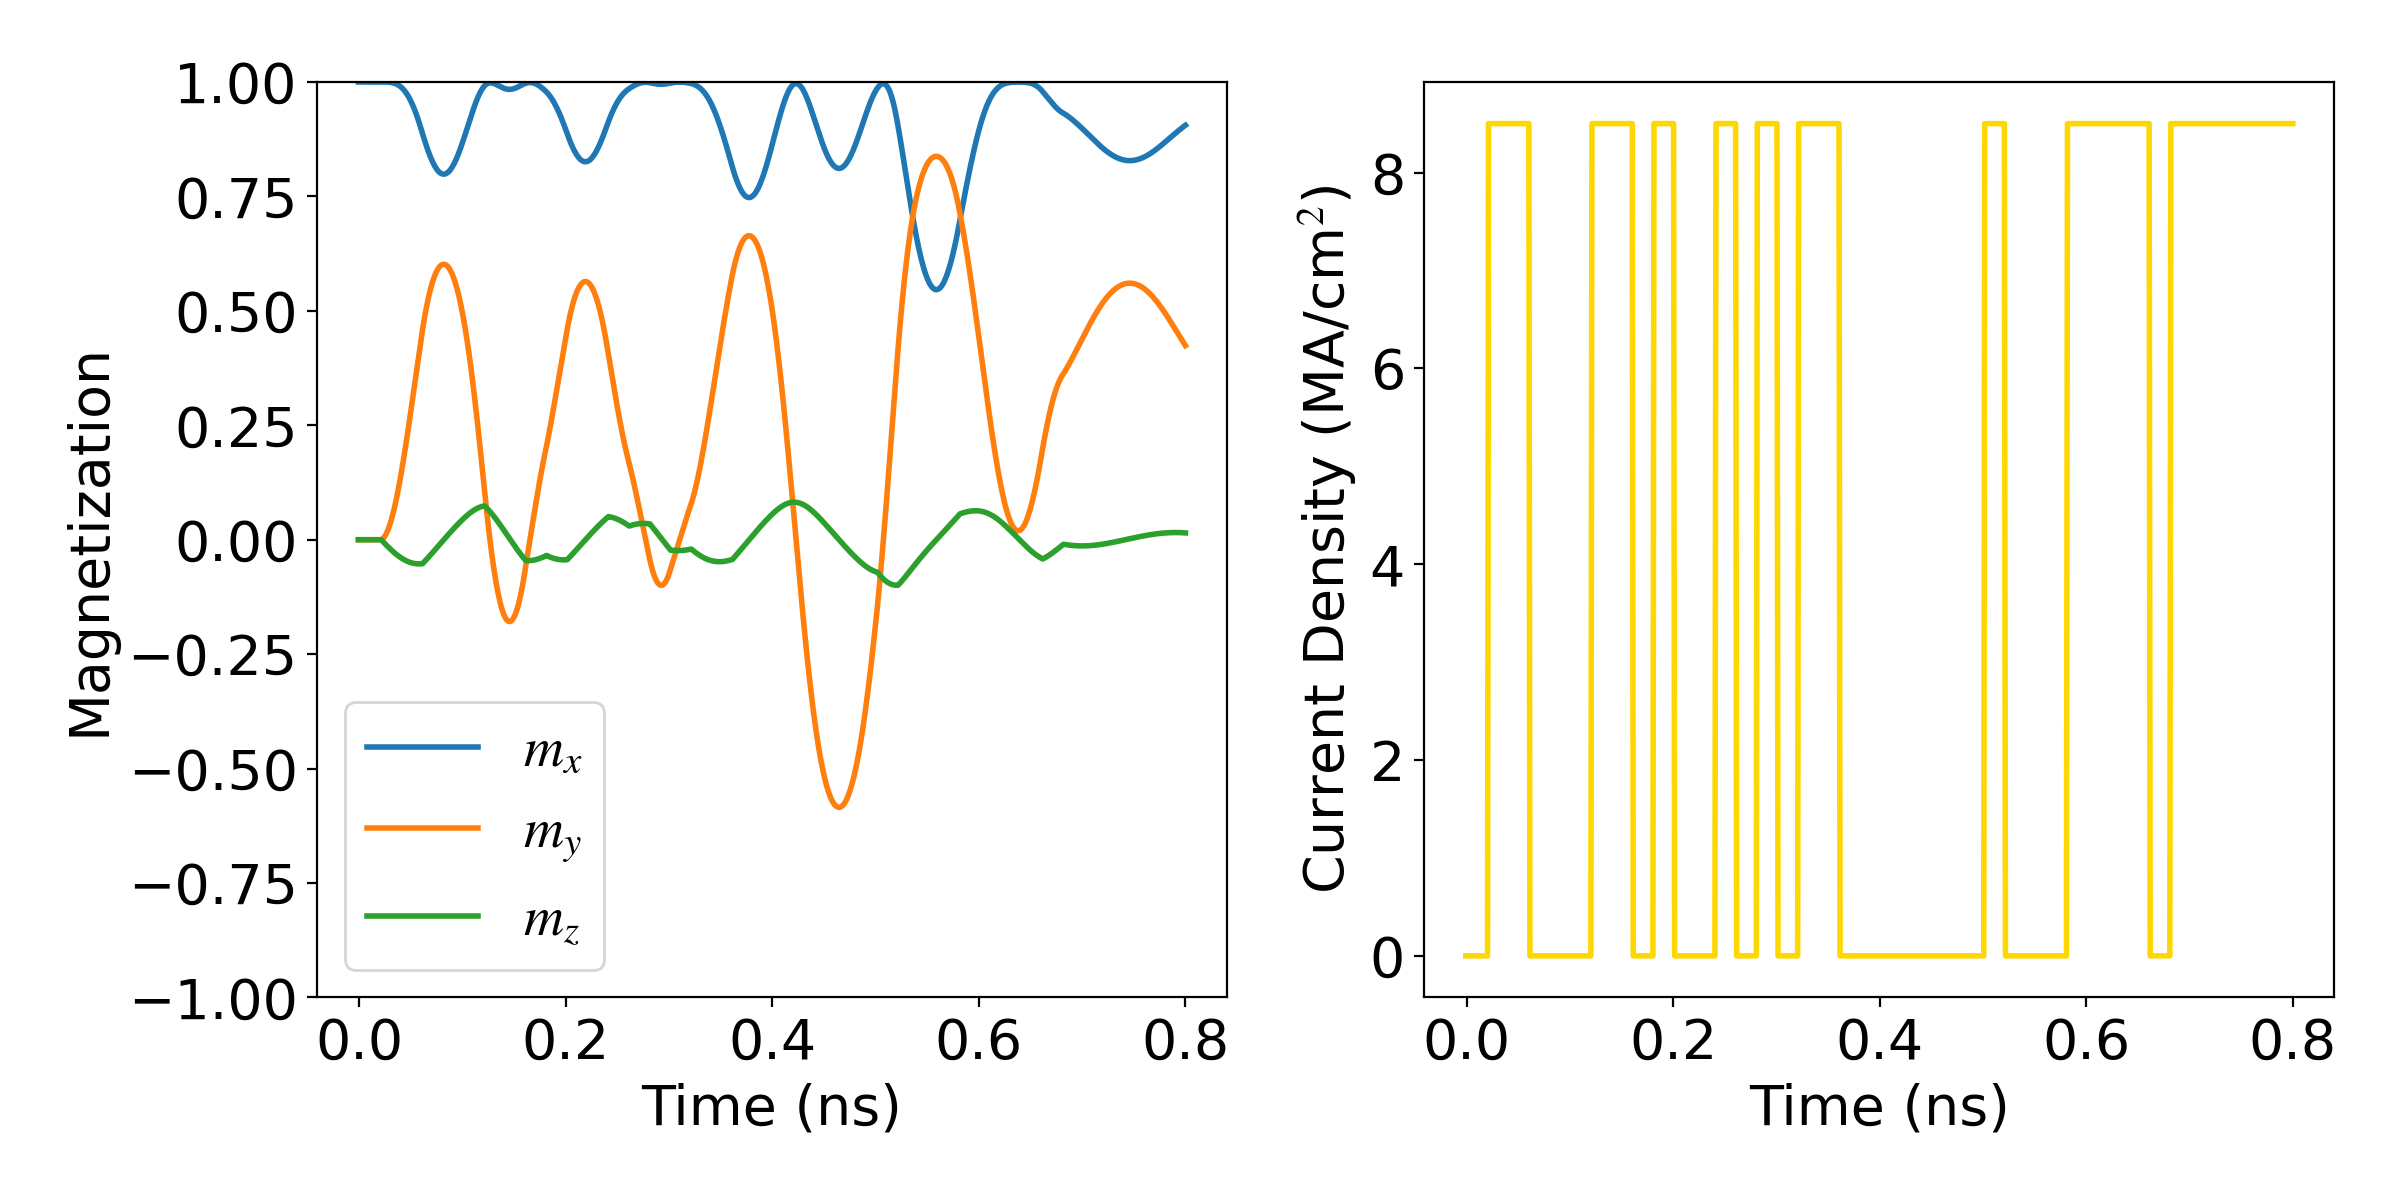 Magnetization
1.00
0.75
0.50
0.25
0.00
−0.25
−0.50
−0.75
−1.00
m_x
m_y
m_z
0.0 0.2 0.4 0.6 0.8
Time (ns)
Current Density (MA/cm²)
8
6
4
2
0
0.0 0.2 0.4 0.6 0.8
Time (ns)